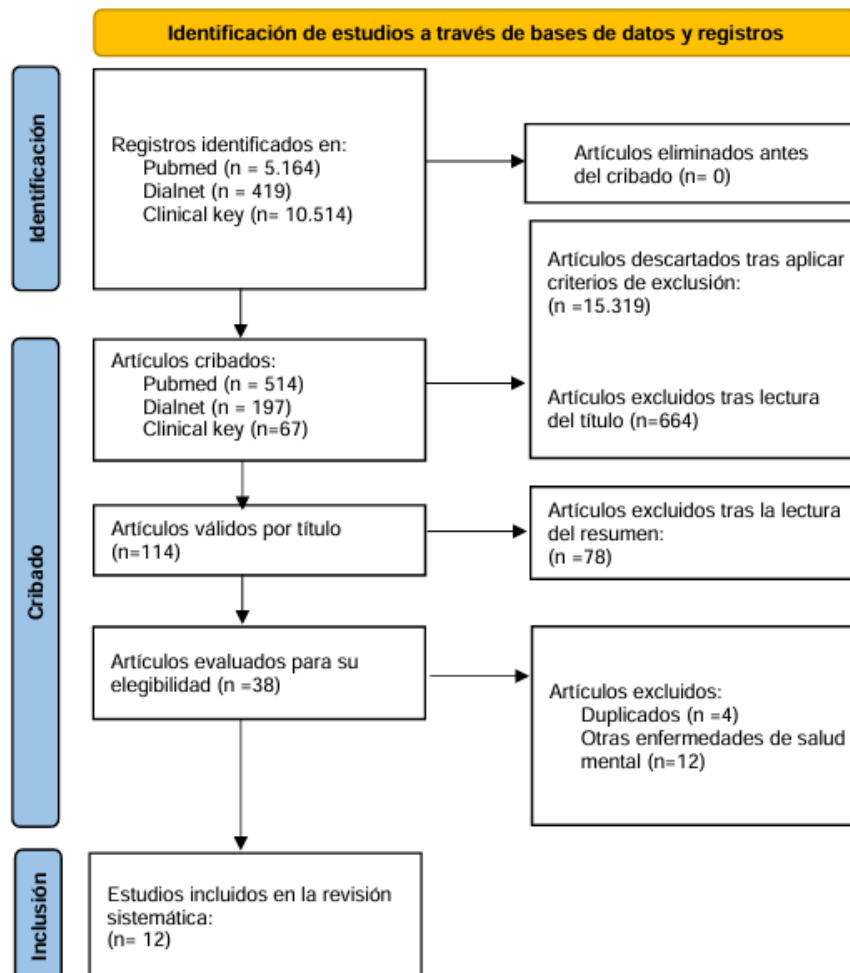 Identificación de estudios a través de bases de datos y registros
Identificación
Registros identificados en:
Pubmed (n = 5.164)
Dialnet (n = 419)
Clinical key (n= 10.514)
Artículos eliminados antes
del cribado (n= 0)
Artículos descartados tras aplicar
criterios de exclusión:
(n =15.319)
Artículos excluidos tras lectura
del título (n=664)
Cribado
Artículos cribados:
Pubmed (n = 514)
Dialnet (n = 197)
Clinical key (n=67)
Artículos válidos por título
(n=114)
Artículos excluidos tras la lectura
del resumen:
(n =78)
Artículos evaluados para su
elegibilidad (n =38)
Artículos excluidos:
Duplicados (n =4)
Otras enfermedades de salud
mental (n=12)
Inclusión
Estudios incluidos en la revisión
sistemática:
(n= 12)